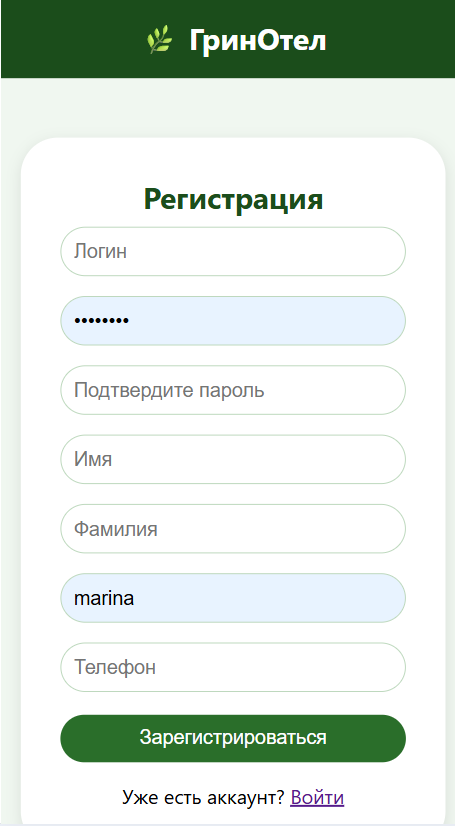 ГринОтел
Регистрация
Логин
••••••••
Подтвердите пароль
Имя
Фамилия
marina
Телефон
Зарегистрироваться
Уже есть аккаунт? Войти